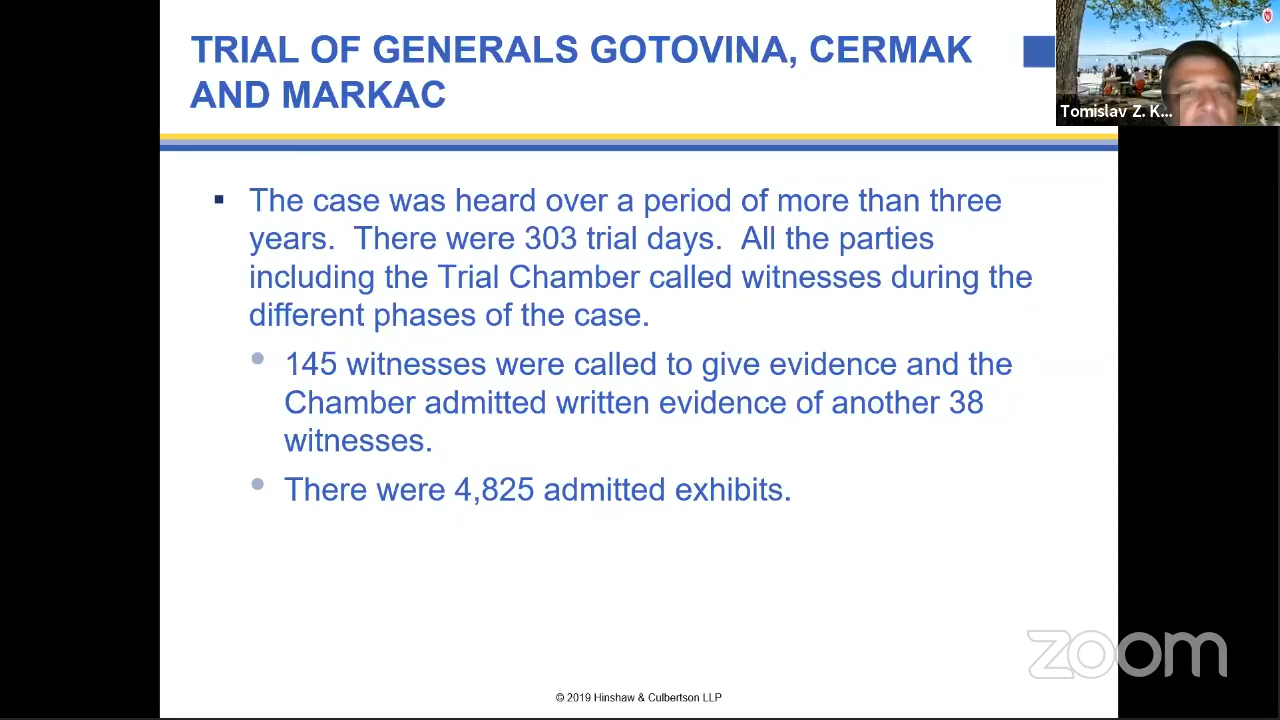 TRIAL OF GENERALS GOTOVINA, CERMAK
AND MARKAC
Tomislav Z. K...
▪ The case was heard over a period of more than three
years. There were 303 trial days. All the parties
including the Trial Chamber called witnesses during the
different phases of the case.
• 145 witnesses were called to give evidence and the
Chamber admitted written evidence of another 38
witnesses.
• There were 4,825 admitted exhibits.
zoom
© 2019 Hinshaw & Culbertson LLP